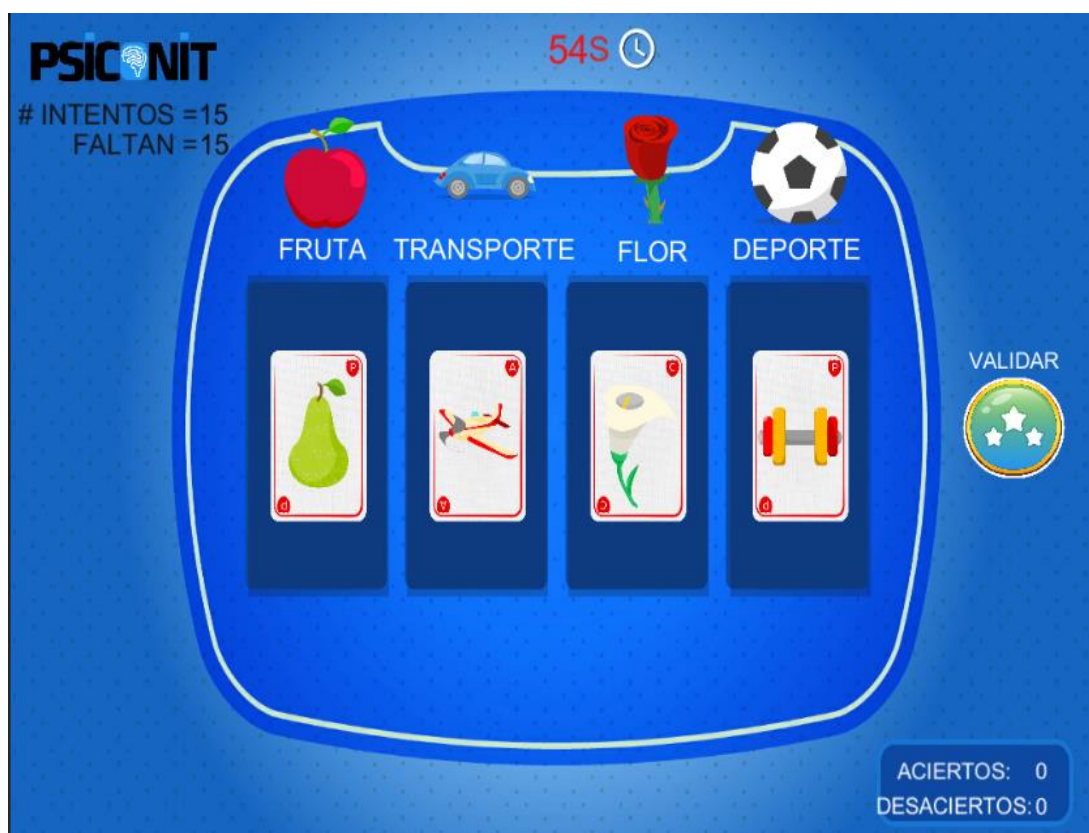 PSICONIT
54S
# INTENTOS =15
FALTAN =15
FRUTA TRANSPORTE FLOR DEPORTE
P A C P
VALIDAR
P A C P
ACIERTOS: 0
DESACIERTOS:0